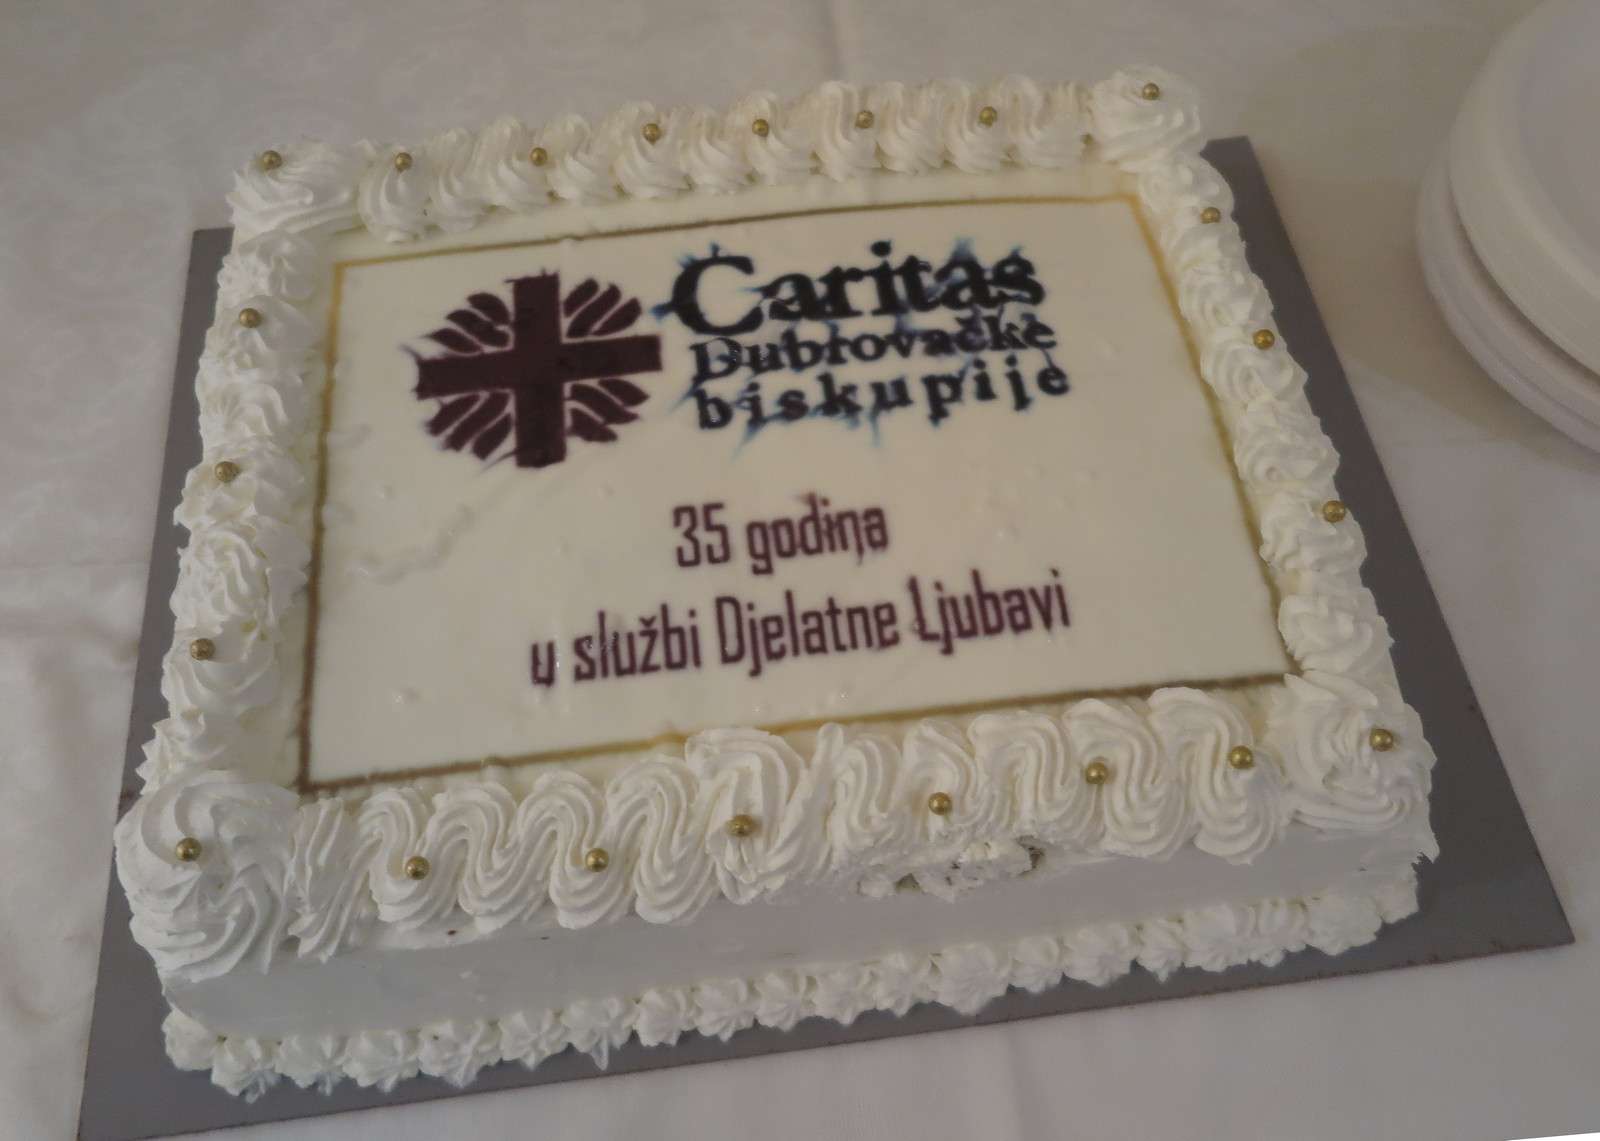 Caritas
Dubrovačke
biskupije
35 godina
u službi Djelatne Ljubavi